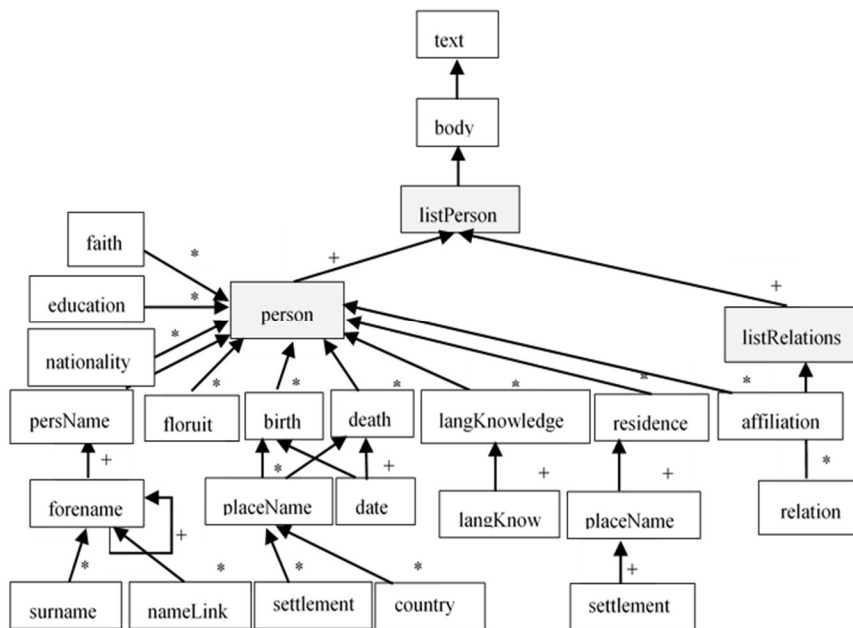 text
body
listPerson
faith
*
+
education
*
person
+
nationality
*
listRelations
persName
floruit
*
birth
*
death
*
langKnowledge
*
residence
*
affiliation
*
+
*
+
+
+
*
forename
+
placeName
date
langKnow
placeName
relation
*
*
*
*
+
surname
nameLink
settlement
country
settlement